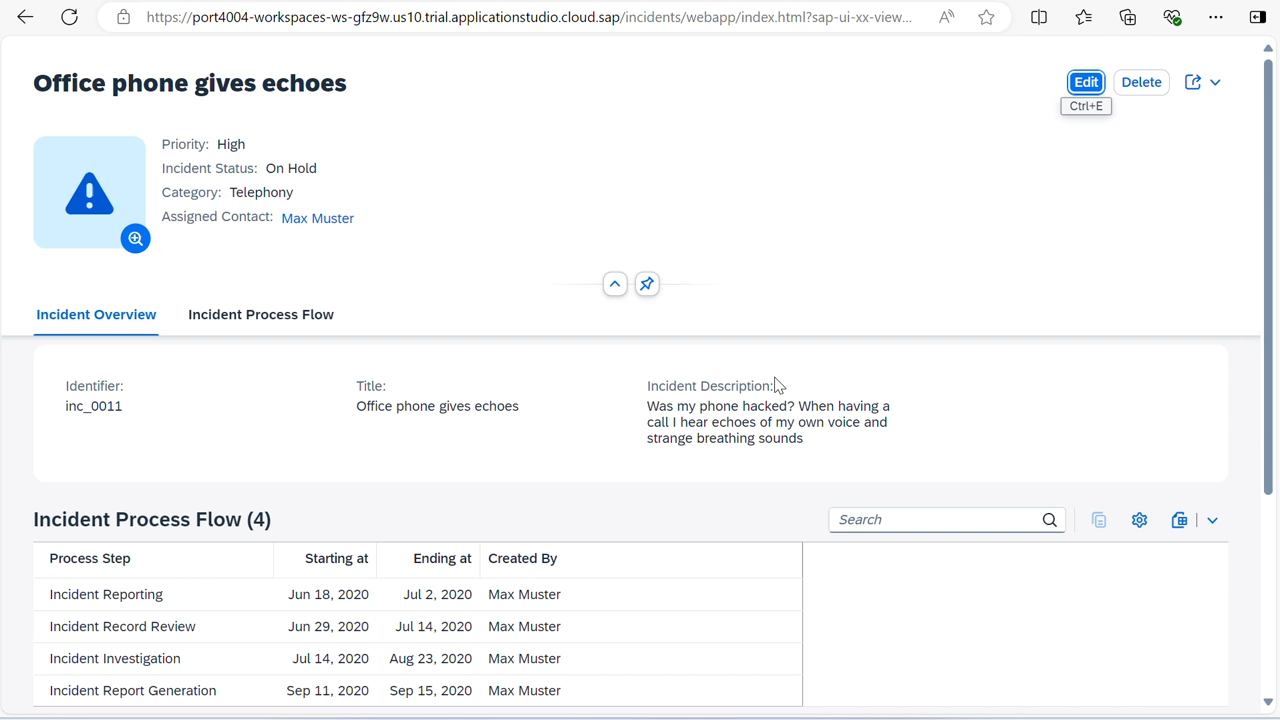 https://port4004-workspaces-ws-gfz9w.us10.trial.applicationstudio.cloud.sap/incidents/webapp/index.html?sap-ui-xx-view...
Office phone gives echoes
Edit
Delete
Ctrl+E
Priority: High
Incident Status: On Hold
Category: Telephony
Assigned Contact: Max Muster
Incident Overview
Incident Process Flow
Identifier:
inc_0011
Title:
Office phone gives echoes
Incident Description:
Was my phone hacked? When having a
call I hear echoes of my own voice and
strange breathing sounds
Incident Process Flow (4)
Search
Process Step Starting at Ending at Created By
Incident Reporting Jun 18, 2020 Jul 2, 2020 Max Muster
Incident Record Review Jun 29, 2020 Jul 14, 2020 Max Muster
Incident Investigation Jul 14, 2020 Aug 23, 2020 Max Muster
Incident Report Generation Sep 11, 2020 Sep 15, 2020 Max Muster